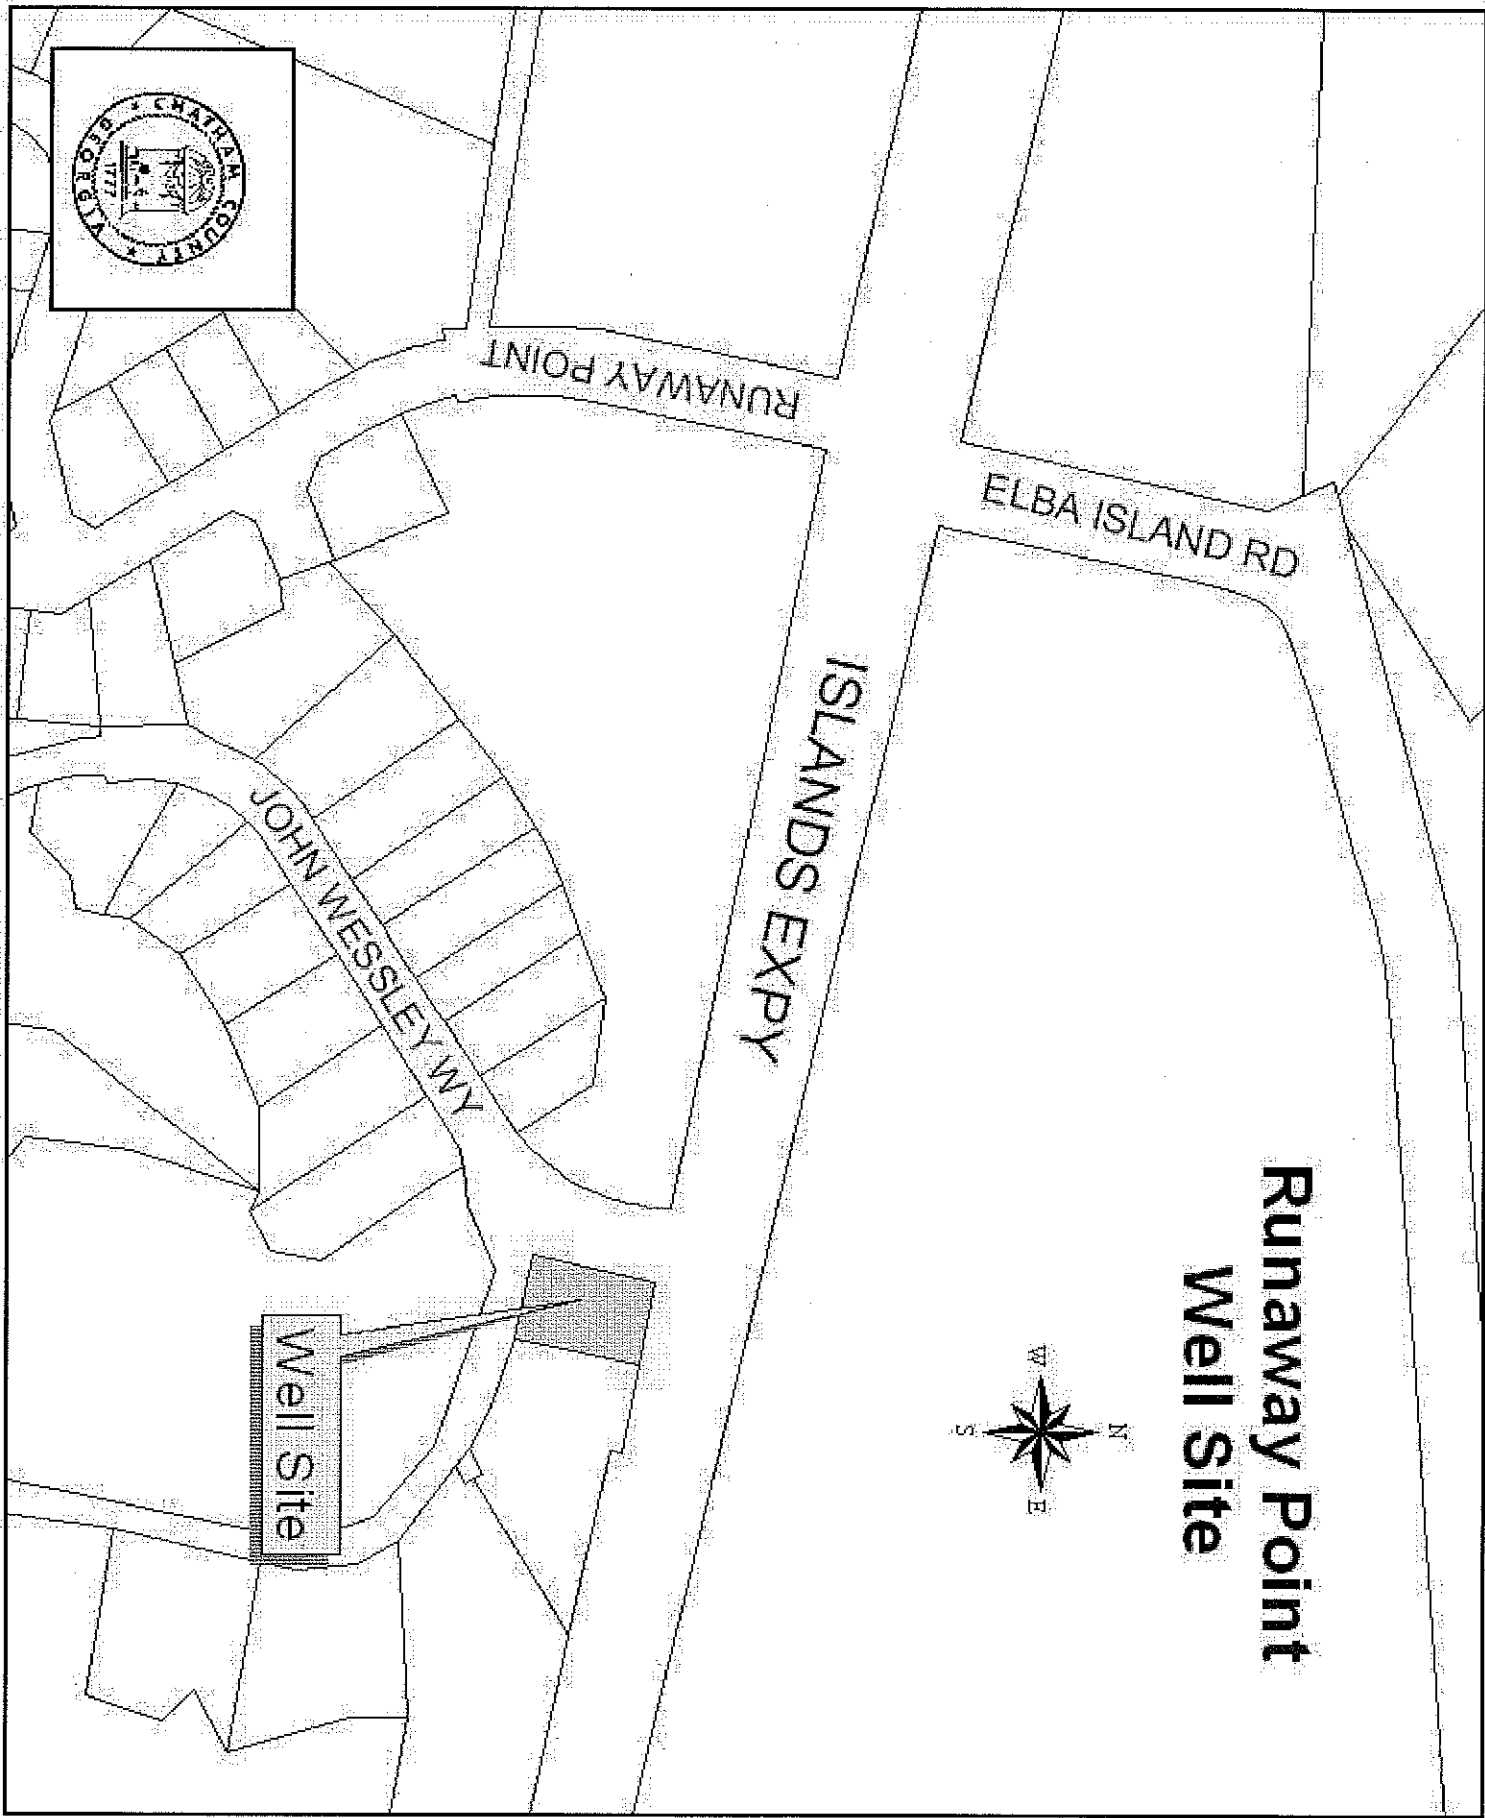 Runaway Point
Well Site
N
W
E
S
ELBA ISLAND RD
ISLANDS EXPY
RUNAWAY POINT
JOHN WESSLEY WY
Well Site
CHATHAM COUNTY
GEORGIA
1777